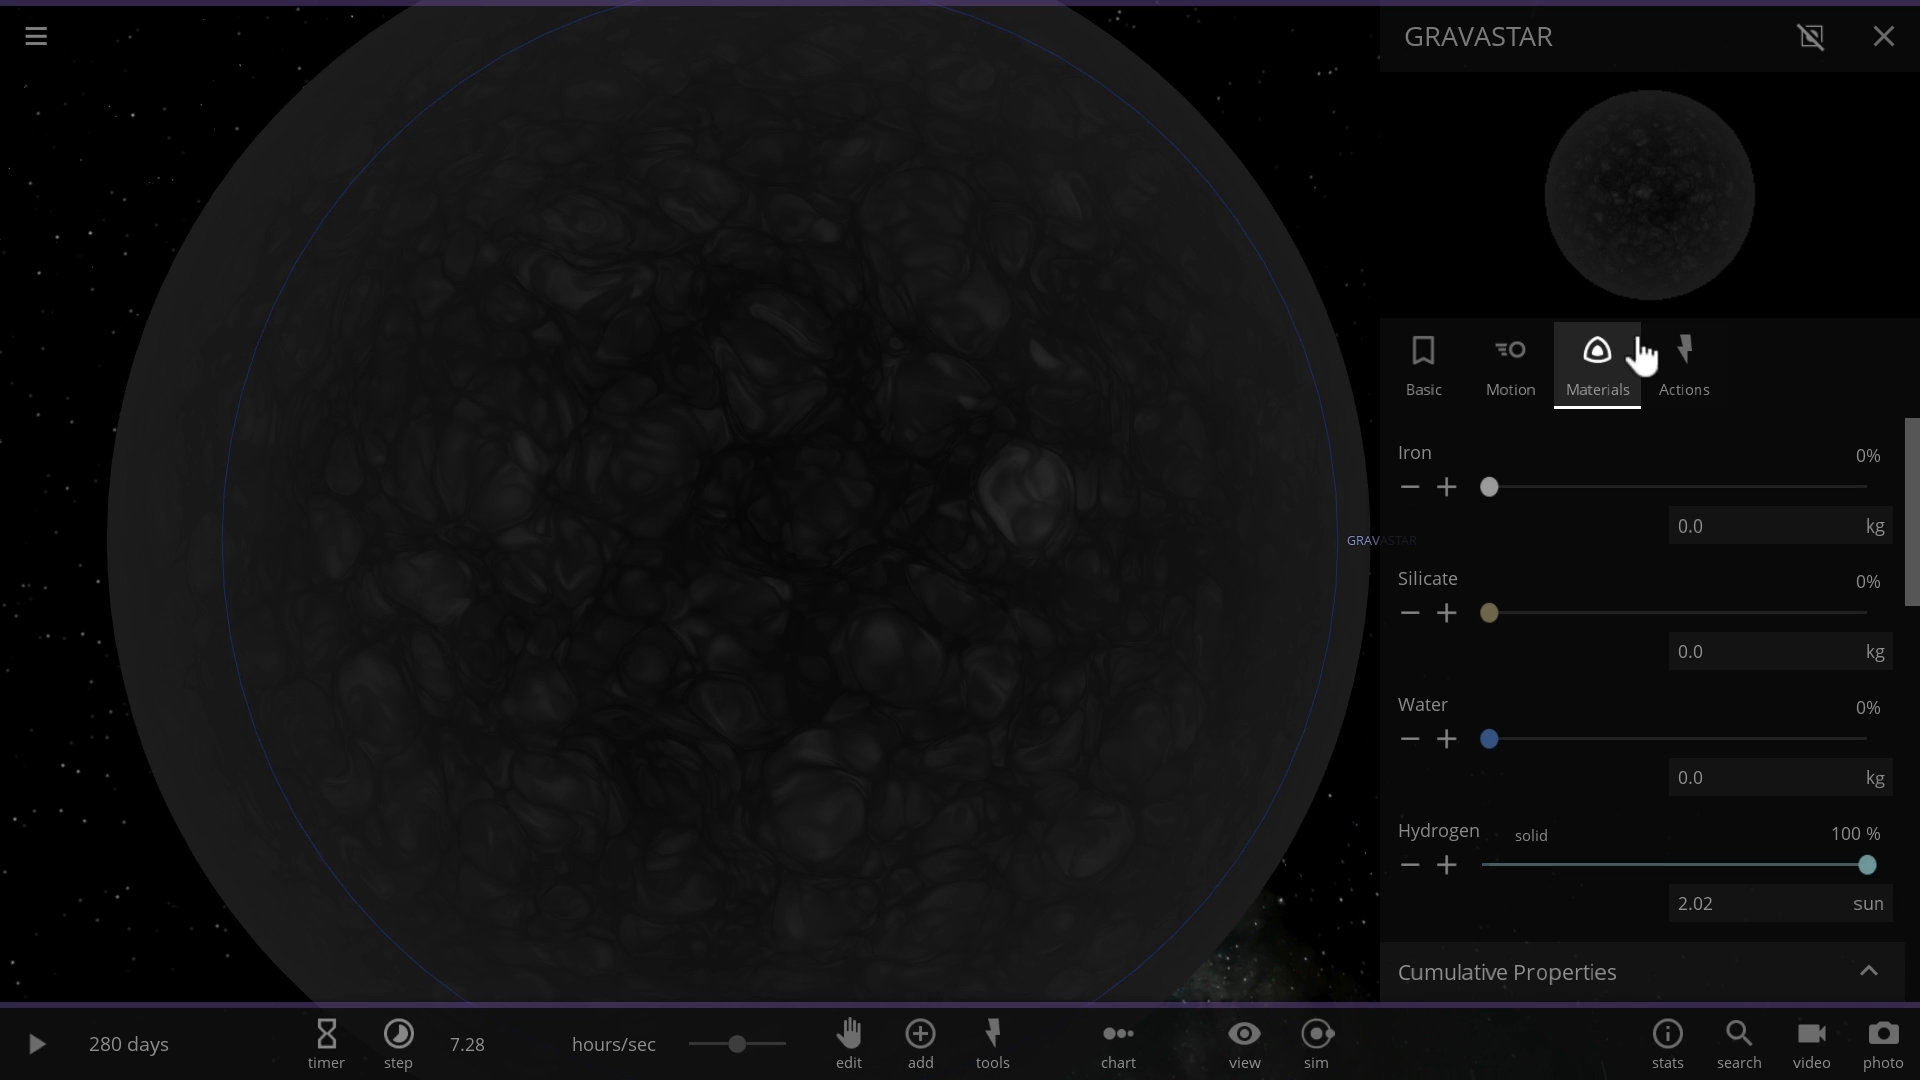 GRAVASTAR
Basic
Motion
Materials
Actions
Iron
0%
0.0 kg
GRAVASTAR
Silicate
0%
0.0 kg
Water
0%
0.0 kg
Hydrogen solid 100 %
2.02 sun
Cumulative Properties
280 days
timer
step
7.28 hours/sec
edit
add
tools
chart
view
sim
stats
search
video
photo